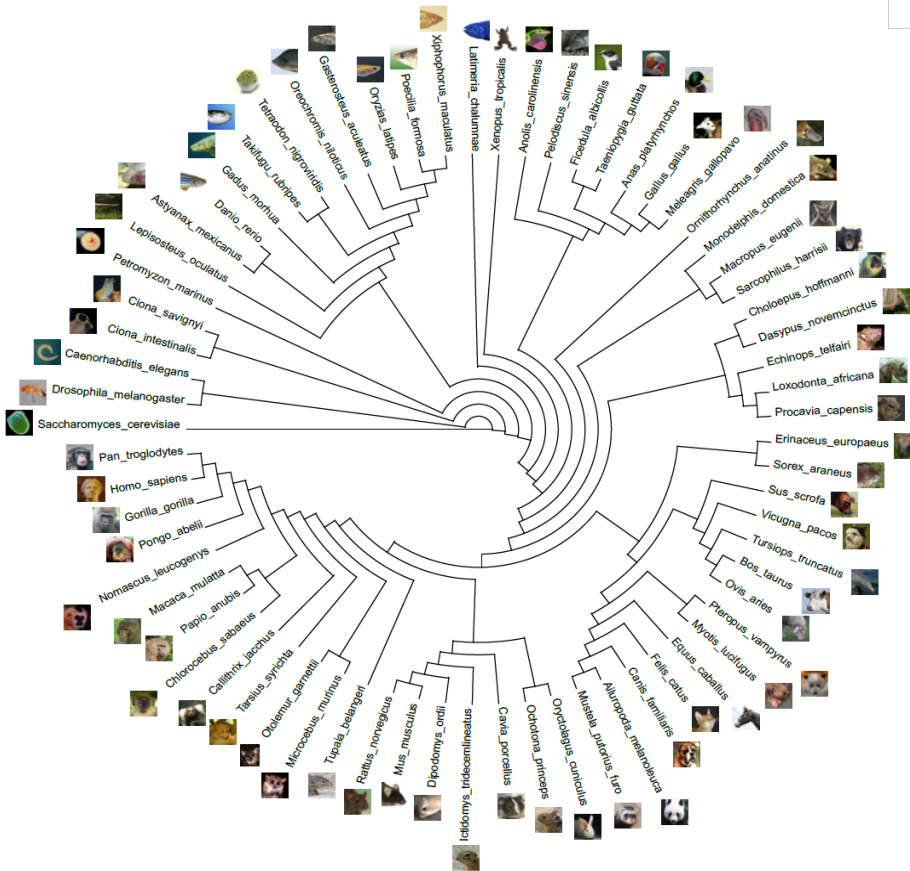 Saccharomyces_cerevisiae
Drosophila_melanogaster
Caenorhabditis_elegans
Ciona_intestinalis
Ciona_savignyi
Petromyzon_marinus
Lepisosteus_oculatus
Astyanax_mexicanus
Danio_rerio
Gadus_morhua
Takifugu_rubripes
Tetraodon_nigroviridis
Oreochromis_niloticus
Gasterosteus_aculeatus
Oryzias_latipes
Poecilia_formosa
Xiphophorus_maculatus
Latimeria_chalumnae
Xenopus_tropicalis
Anolis_carolinensis
Pelodiscus_sinensis
Ficedula_albicollis
Taeniopygia_guttata
Anas_platyrhynchos
Gallus_gallus
Meleagris_gallopavo
Ornithorhynchus_anatinus
Monodelphis_domestica
Macropus_eugenii
Sarcophilus_harrisii
Choloepus_hoffmanni
Dasypus_novemcinctus
Echinops_telfairi
Loxodonta_africana
Procavia_capensis
Erinaceus_europaeus
Sorex_araneus
Sus_scrofa
Vicugna_pacos
Tursiops_truncatus
Bos_taurus
Ovis_aries
Pteropus_vampyrus
Myotis_lucifugus
Equus_caballus
Felis_catus
Canis_familiaris
Ailuropoda_melanoleuca
Mustela_putorius_furo
Oryctolagus_cuniculus
Ochotona_princeps
Cavia_porcellus
Ictidomys_tridecemlineatus
Dipodomys_ordii
Mus_musculus
Rattus_norvegicus
Tupaia_belangeri
Microcebus_murinus
Otolemur_garnettii
Tarsius_syrichta
Callithrix_jacchus
Chlorocebus_sabaeus
Papio_anubis
Macaca_mulatta
Nomascus_leucogenys
Pongo_abelii
Gorilla_gorilla
Homo_sapiens
Pan_troglodytes